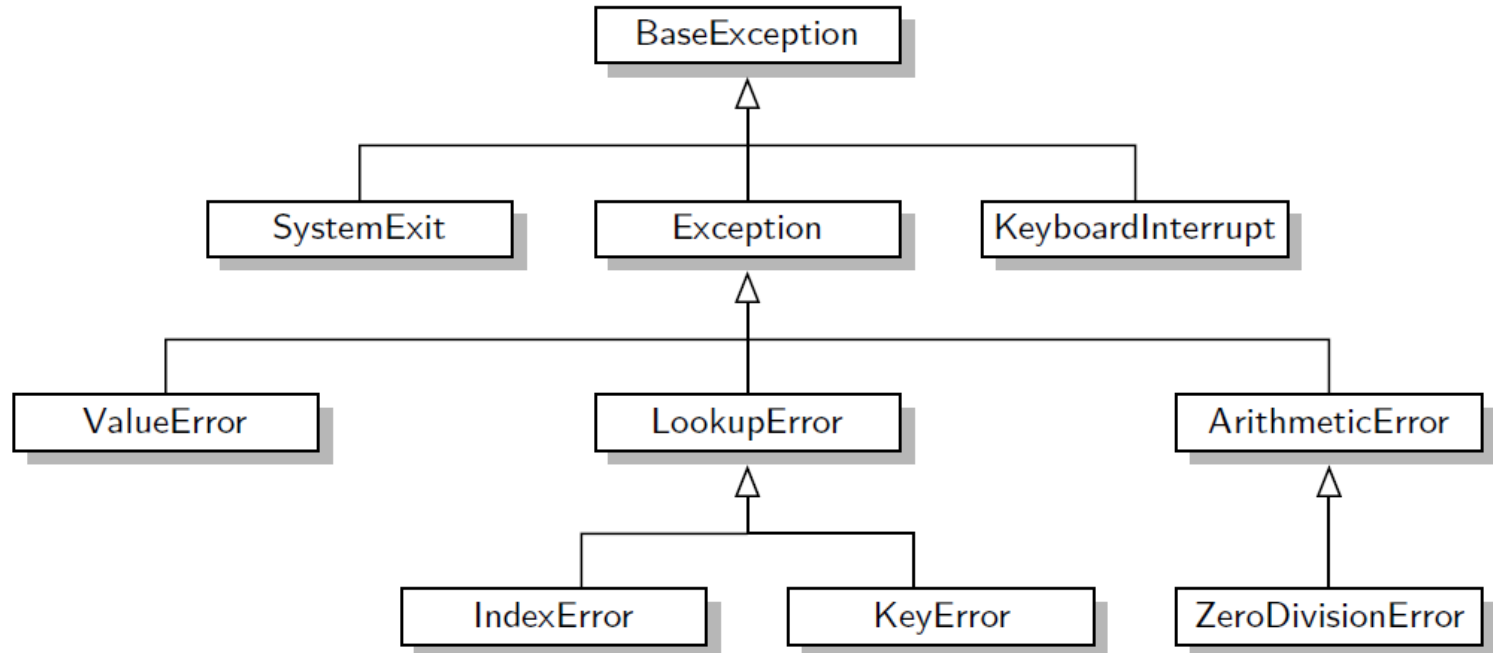 BaseException
SystemExit
Exception
KeyboardInterrupt
ValueError
LookupError
ArithmeticError
IndexError
KeyError
ZeroDivisionError